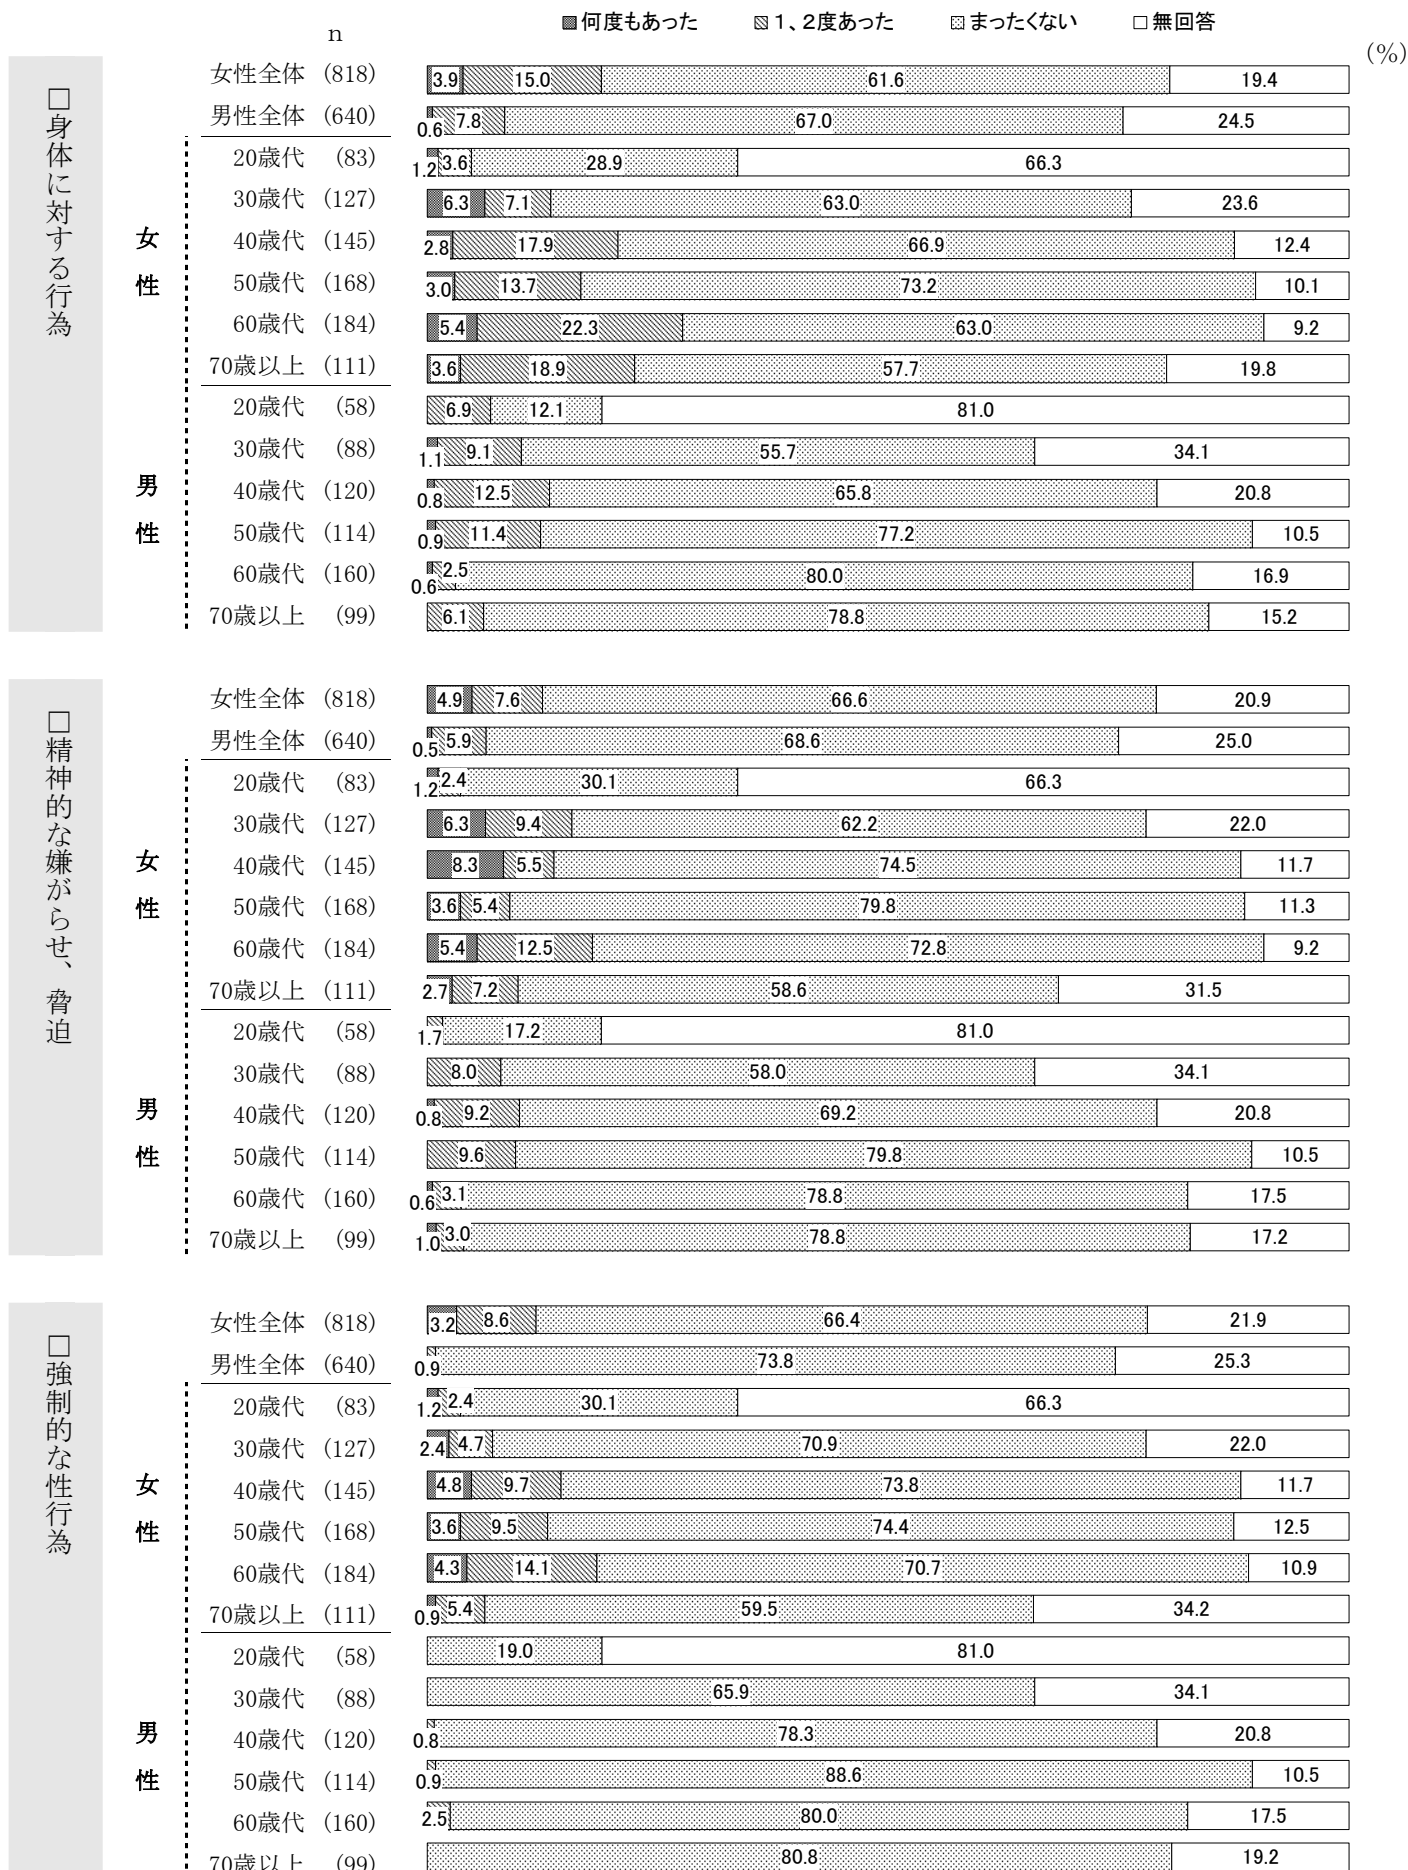 ■何度もあった　1、2度あった　まったくない　□無回答
n
(%)
□身体に対する行為
女性全体 (818) 3.9 15.0 61.6 19.4
男性全体 (640) 0.6 7.8 67.0 24.5
女性
20歳代 (83) 1.2 3.6 28.9 66.3
30歳代 (127) 6.3 7.1 63.0 23.6
40歳代 (145) 2.8 17.9 66.9 12.4
50歳代 (168) 3.0 13.7 73.2 10.1
60歳代 (184) 5.4 22.3 63.0 9.2
70歳以上 (111) 3.6 18.9 57.7 19.8
男性
20歳代 (58) 6.9 12.1 81.0
30歳代 (88) 1.1 9.1 55.7 34.1
40歳代 (120) 0.8 12.5 65.8 20.8
50歳代 (114) 0.9 11.4 77.2 10.5
60歳代 (160) 0.6 2.5 80.0 16.9
70歳以上 (99) 6.1 78.8 15.2
□精神的な嫌がらせ、脅迫
女性全体 (818) 4.9 7.6 66.6 20.9
男性全体 (640) 0.5 5.9 68.6 25.0
女性
20歳代 (83) 1.2 2.4 30.1 66.3
30歳代 (127) 6.3 9.4 62.2 22.0
40歳代 (145) 8.3 5.5 74.5 11.7
50歳代 (168) 3.6 5.4 79.8 11.3
60歳代 (184) 5.4 12.5 72.8 9.2
70歳以上 (111) 2.7 7.2 58.6 31.5
男性
20歳代 (58) 1.7 17.2 81.0
30歳代 (88) 8.0 58.0 34.1
40歳代 (120) 0.8 9.2 69.2 20.8
50歳代 (114) 9.6 79.8 10.5
60歳代 (160) 0.6 3.1 78.8 17.5
70歳以上 (99) 1.0 3.0 78.8 17.2
□強制的な性行為
女性全体 (818) 3.2 8.6 66.4 21.9
男性全体 (640) 0.9 73.8 25.3
女性
20歳代 (83) 1.2 2.4 30.1 66.3
30歳代 (127) 2.4 4.7 70.9 22.0
40歳代 (145) 4.8 9.7 73.8 11.7
50歳代 (168) 3.6 9.5 74.4 12.5
60歳代 (184) 4.3 14.1 70.7 10.9
70歳以上 (111) 0.9 5.4 59.5 34.2
男性
20歳代 (58) 19.0 81.0
30歳代 (88) 65.9 34.1
40歳代 (120) 0.8 78.3 20.8
50歳代 (114) 0.9 88.6 10.5
60歳代 (160) 2.5 80.0 17.5
70歳以上 (99) 80.8 19.2